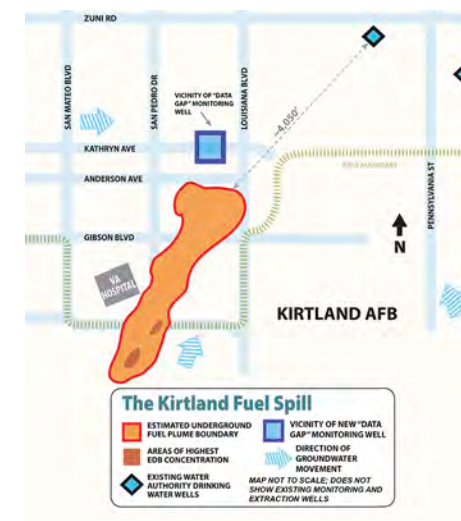 ZUNI RD
SAN MATEO BLVD
SAN PEDRO DR
LOUISIANA BLVD
VICINITY OF "DATA
GAP" MONITORING
WELL
~4,050'
KATHRYN AVE
BASE BOUNDARY
ANDERSON AVE
PENNSYLVANIA ST
GIBSON BLVD
N
VA
HOSPITAL
KIRTLAND AFB
The Kirtland Fuel Spill
ESTIMATED UNDERGROUND
FUEL PLUME BOUNDARY
AREAS OF HIGHEST
EDB CONCENTRATION
EXISTING WATER
AUTHORITY DRINKING
WATER WELLS
VICINITY OF NEW "DATA
GAP" MONITORING WELL
DIRECTION OF
GROUNDWATER
MOVEMENT
MAP NOT TO SCALE; DOES NOT
SHOW EXISTING MONITORING AND
EXTRACTION WELLS